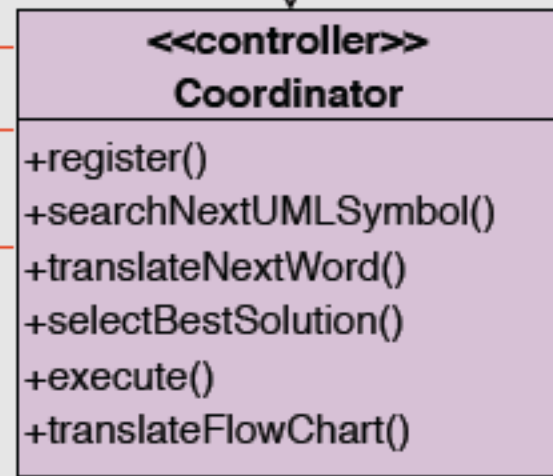 <<controller>>
Coordinator
+register()
+searchNextUMLSymbol()
+translateNextWord()
+selectBestSolution()
+execute()
+translateFlowChart()